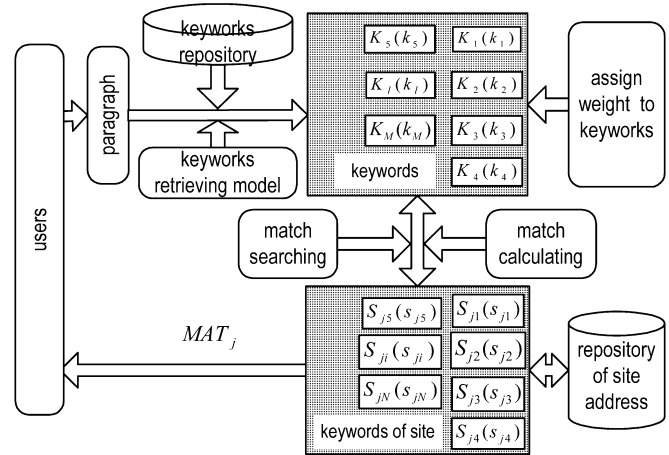 keyworks
repository
users
paragraph
keyworks
retrieving model
K5(k5)
K1(k1)
Kl(kl)
K2(k2)
KM(kM)
K3(k3)
keywords
K4(k4)
assign
weight to
keyworks
match
searching
match
calculating
MATj
Sj5(sj5)
Sj1(sj1)
Sji(sji)
Sj2(sj2)
SjN(sjN)
Sj3(sj3)
keywords of site
Sj4(sj4)
repository
of site
address